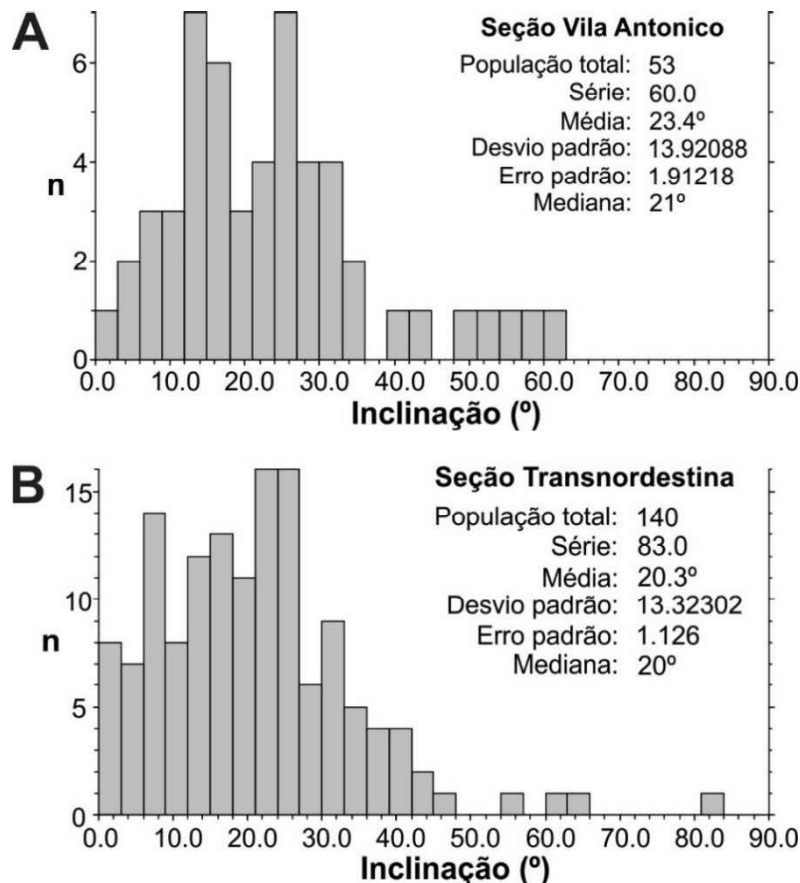 A
Seção Vila Antonico
População total: 53
Série: 60.0
Média: 23.4º
Desvio padrão: 13.92088
Erro padrão: 1.91218
Mediana: 21º
6
4
n
2
0
0.0 10.0 20.0 30.0 40.0 50.0 60.0 70.0 80.0 90.0
Inclinação (º)
B
Seção Transnordestina
População total: 140
Série: 83.0
Média: 20.3º
Desvio padrão: 13.32302
Erro padrão: 1.126
Mediana: 20º
15
10
n
5
0
0.0 10.0 20.0 30.0 40.0 50.0 60.0 70.0 80.0 90.0
Inclinação (º)